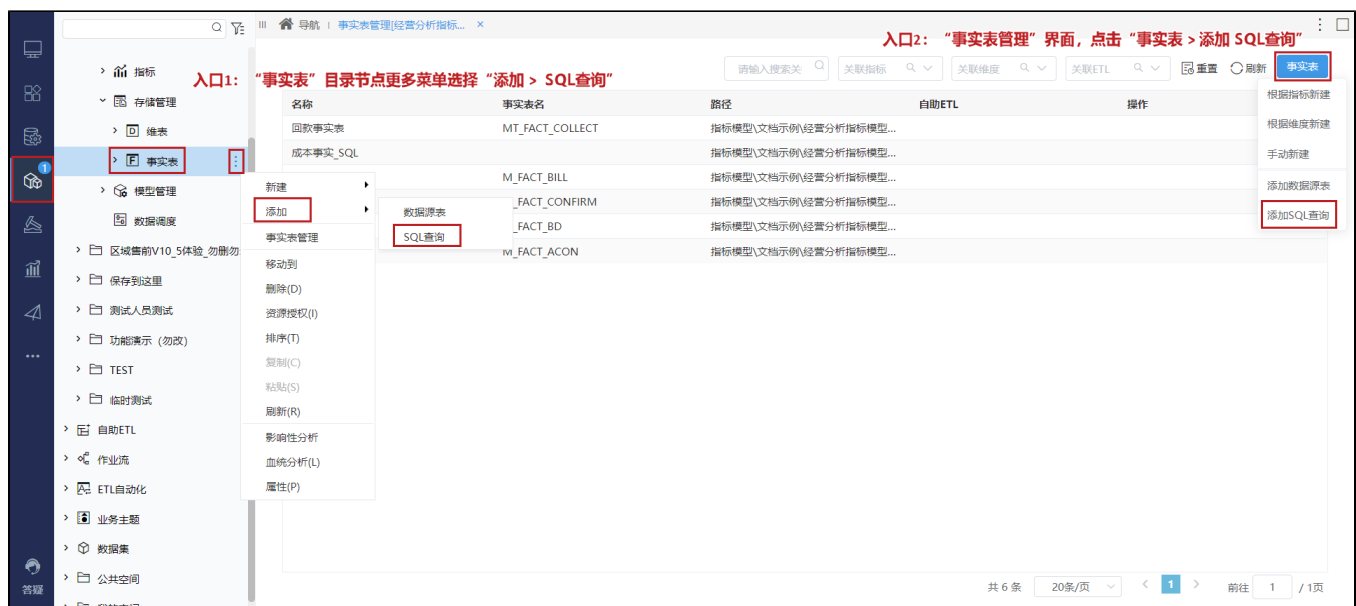 导航
事实表管理[经营分析指标...
入口2：“事实表管理”界面，点击“事实表 > 添加 SQL查询”
请输入搜索关
关联指标
关联维度
关联ETL
重置
刷新
事实表
根据指标新建
根据维度新建
手动新建
添加数据源表
添加SQL查询
入口1：“事实表”目录节点更多菜单选择“添加 > SQL查询”
指标
存储管理
D 维表
F 事实表
1
模型管理
数据调度
区域售前V10_5体验_勿删勿
保存到这里
测试人员测试
功能演示（勿改）
TEST
临时测试
自助ETL
作业流
ETL自动化
业务主题
数据集
公共空间
答疑
名称 事实表名 路径 自助ETL 操作
回款事实表 MT_FACT_COLLECT 指标模型\文档示例\经营分析指标模型...
成本事实_SQL 指标模型\文档示例\经营分析指标模型...
M_FACT_BILL 指标模型\文档示例\经营分析指标模型...
_FACT_CONFIRM 指标模型\文档示例\经营分析指标模型...
_FACT_BD 指标模型\文档示例\经营分析指标模型...
M_FACT_ACON 指标模型\文档示例\经营分析指标模型...
新建
添加
事实表管理
移动到
删除(D)
资源授权(I)
排序(T)
复制(C)
粘贴(S)
刷新(R)
影响性分析
血统分析(L)
属性(P)
数据源表
SQL查询
共 6 条 20条/页 1 前往 1 / 1页